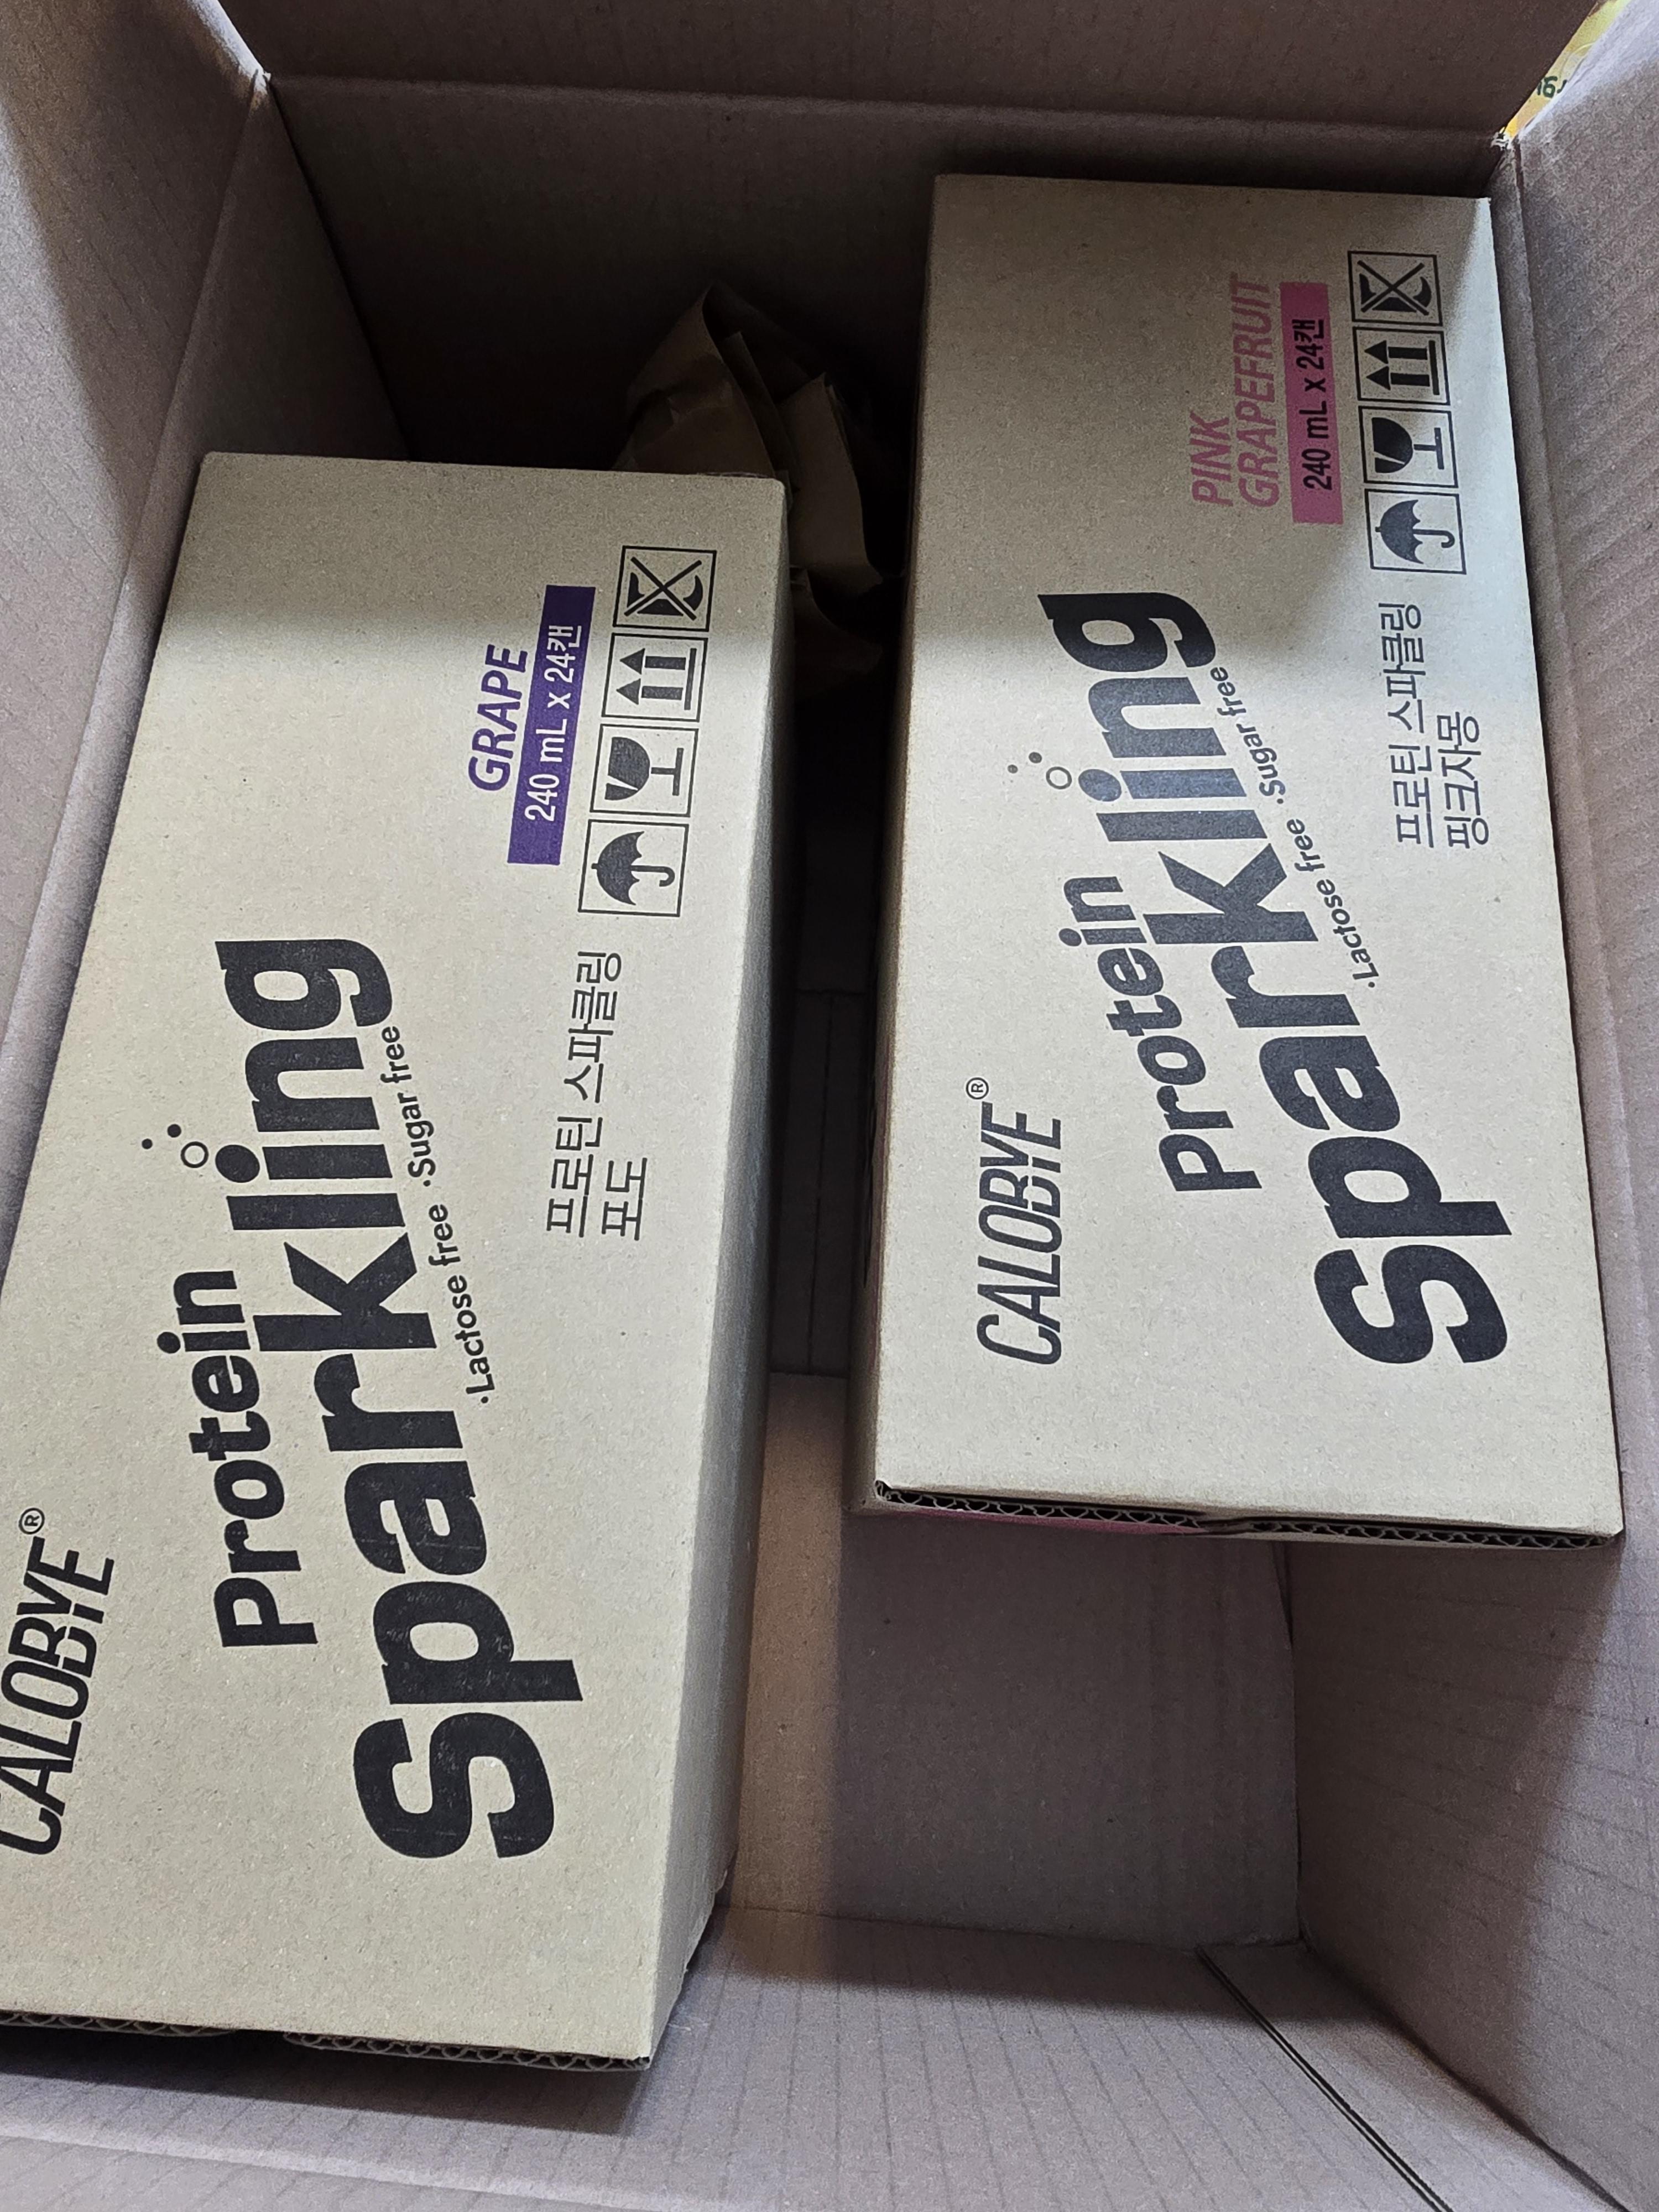 CALOBYE®
Protein
Sparkling
·Lactose free ·Sugar free
프로틴 스파클링
포도
GRAPE
240 mL x 24캔
CALOBYE®
Protein
Sparkling
·Lactose free ·Sugar free
프로틴 스파클링
핑크자몽
PINK
GRAPEFRUIT
240 mL x 24캔